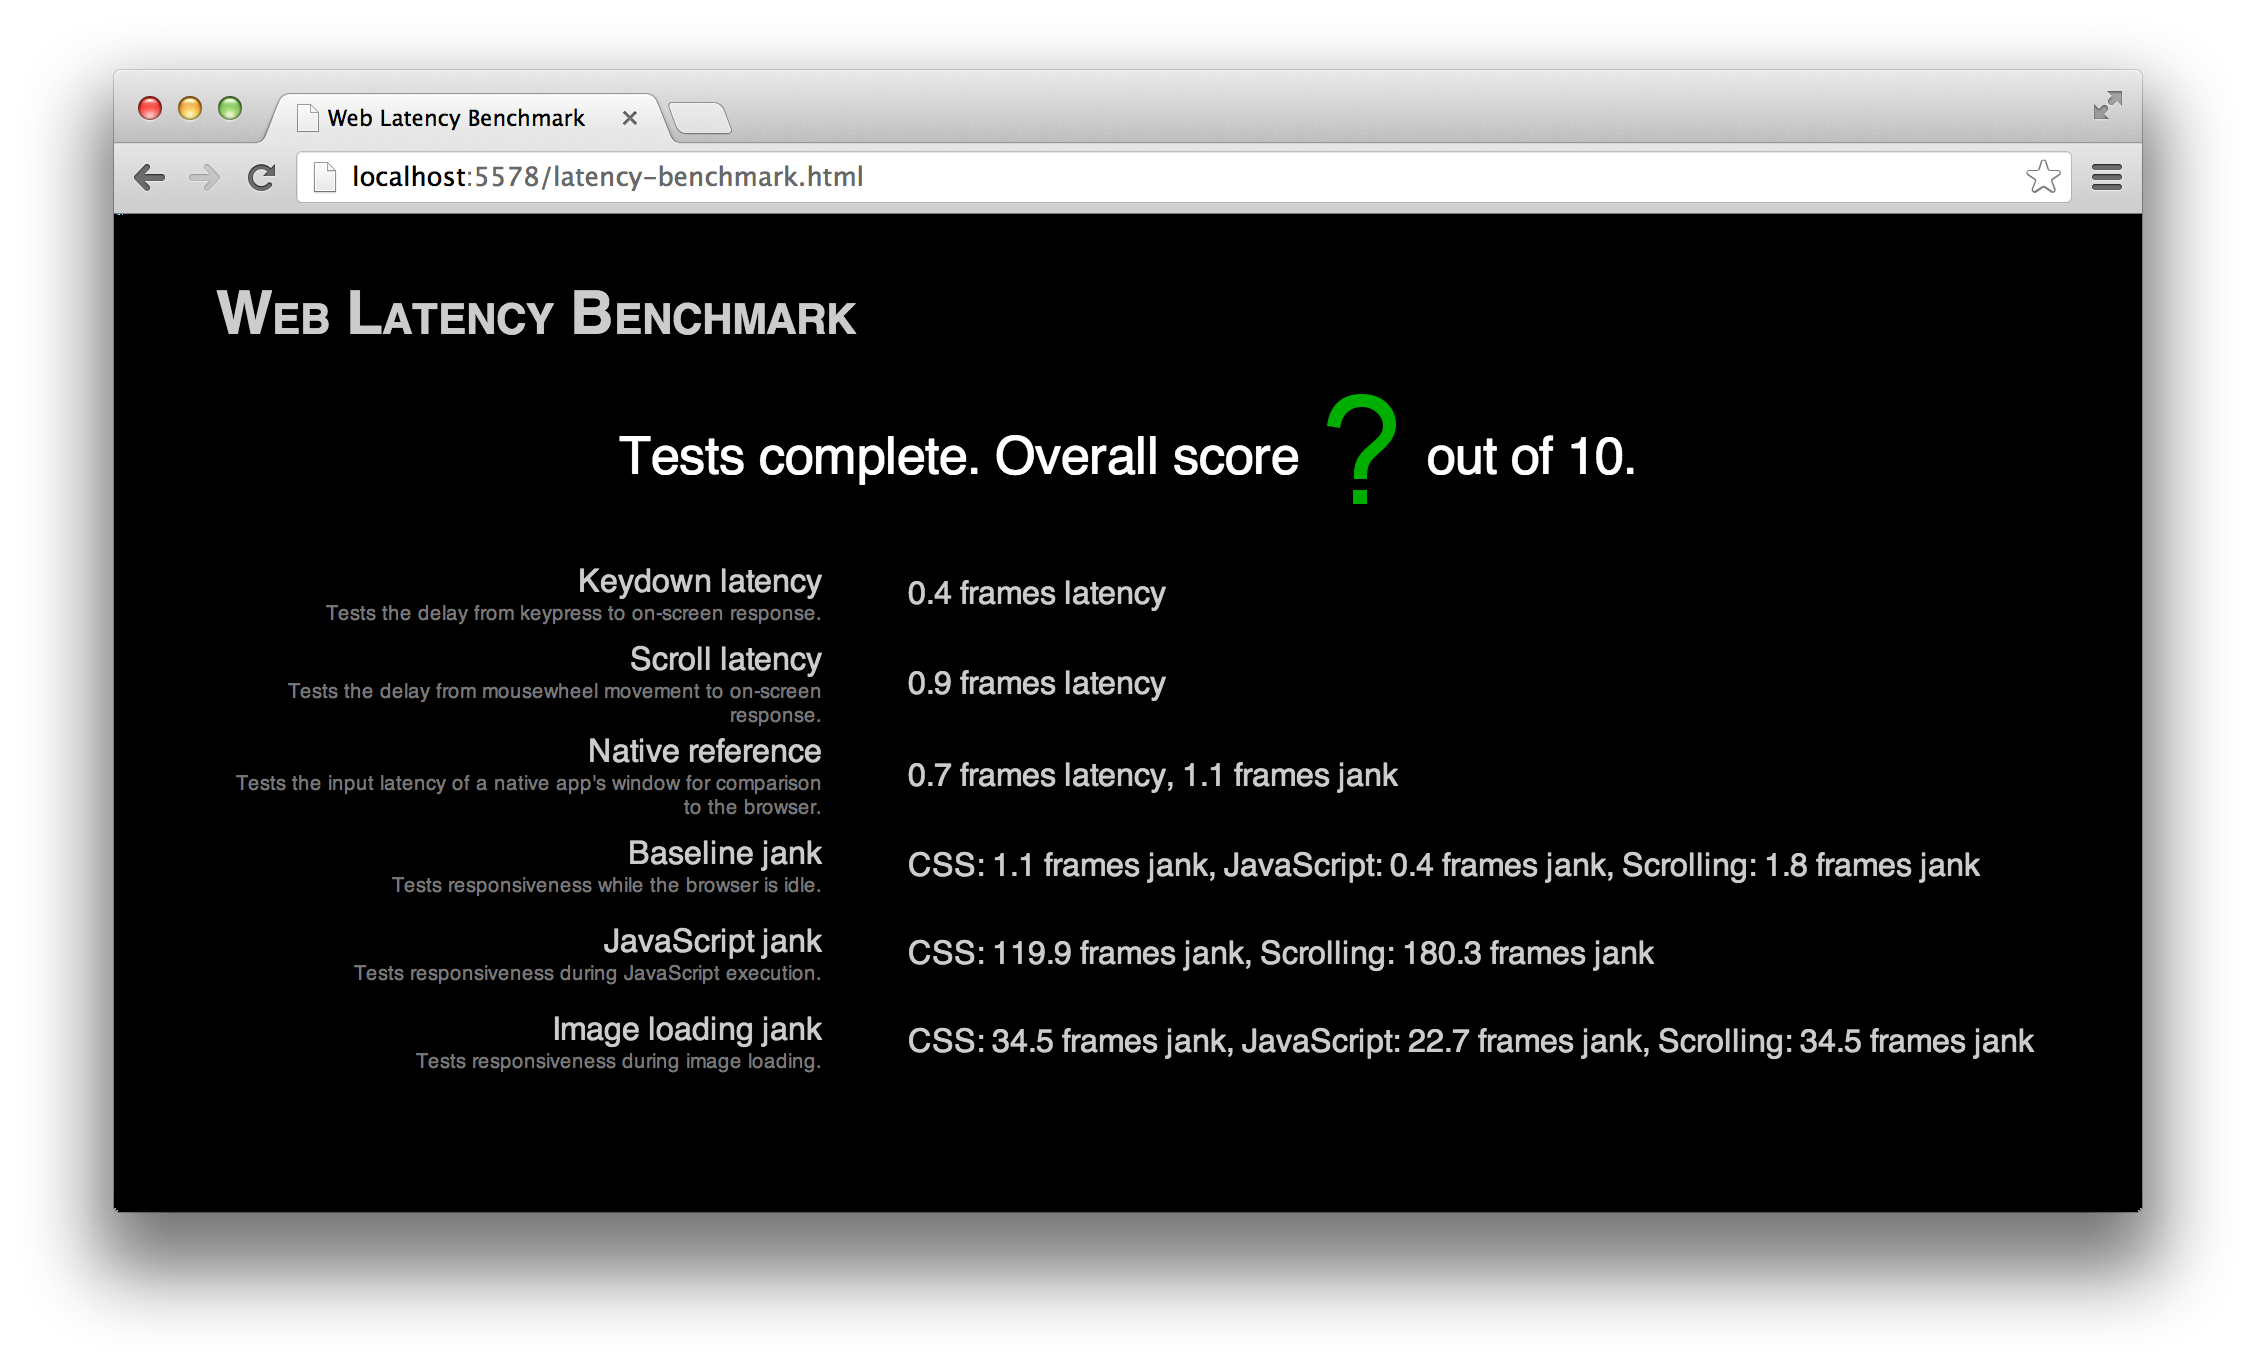 Web Latency Benchmark
localhost:5578/latency-benchmark.html
WEB LATENCY BENCHMARK
Tests complete. Overall score ? out of 10.
Keydown latency
Tests the delay from keypress to on-screen response.
0.4 frames latency
Scroll latency
Tests the delay from mousewheel movement to on-screen
response.
0.9 frames latency
Native reference
Tests the input latency of a native app's window for comparison
to the browser.
0.7 frames latency, 1.1 frames jank
Baseline jank
Tests responsiveness while the browser is idle.
CSS: 1.1 frames jank, JavaScript: 0.4 frames jank, Scrolling: 1.8 frames jank
JavaScript jank
Tests responsiveness during JavaScript execution.
CSS: 119.9 frames jank, Scrolling: 180.3 frames jank
Image loading jank
Tests responsiveness during image loading.
CSS: 34.5 frames jank, JavaScript: 22.7 frames jank, Scrolling: 34.5 frames jank